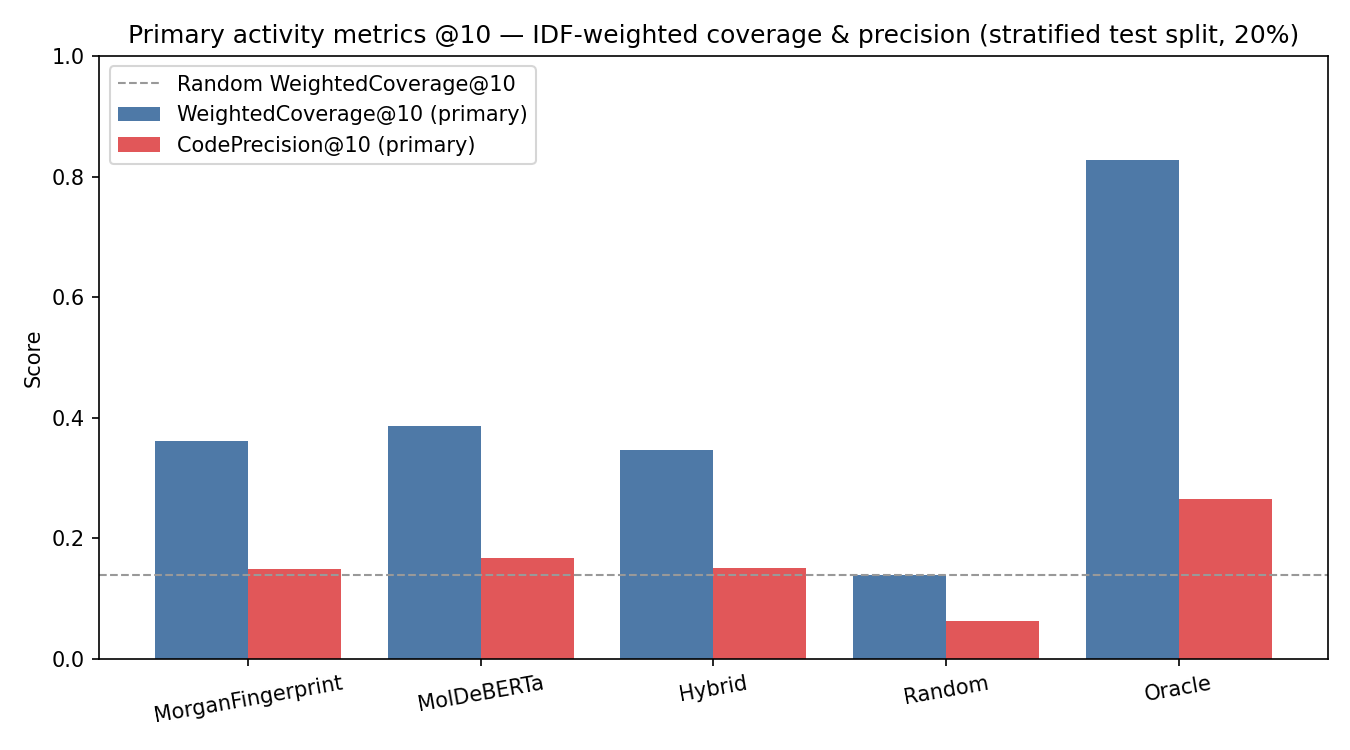 Primary activity metrics @10 — IDF-weighted coverage & precision (stratified test split, 20%)
Random WeightedCoverage@10
WeightedCoverage@10 (primary)
CodePrecision@10 (primary)
Score
1.0
0.8
0.6
0.4
0.2
0.0
MorganFingerprint
MolDeBERTa
Hybrid
Random
Oracle